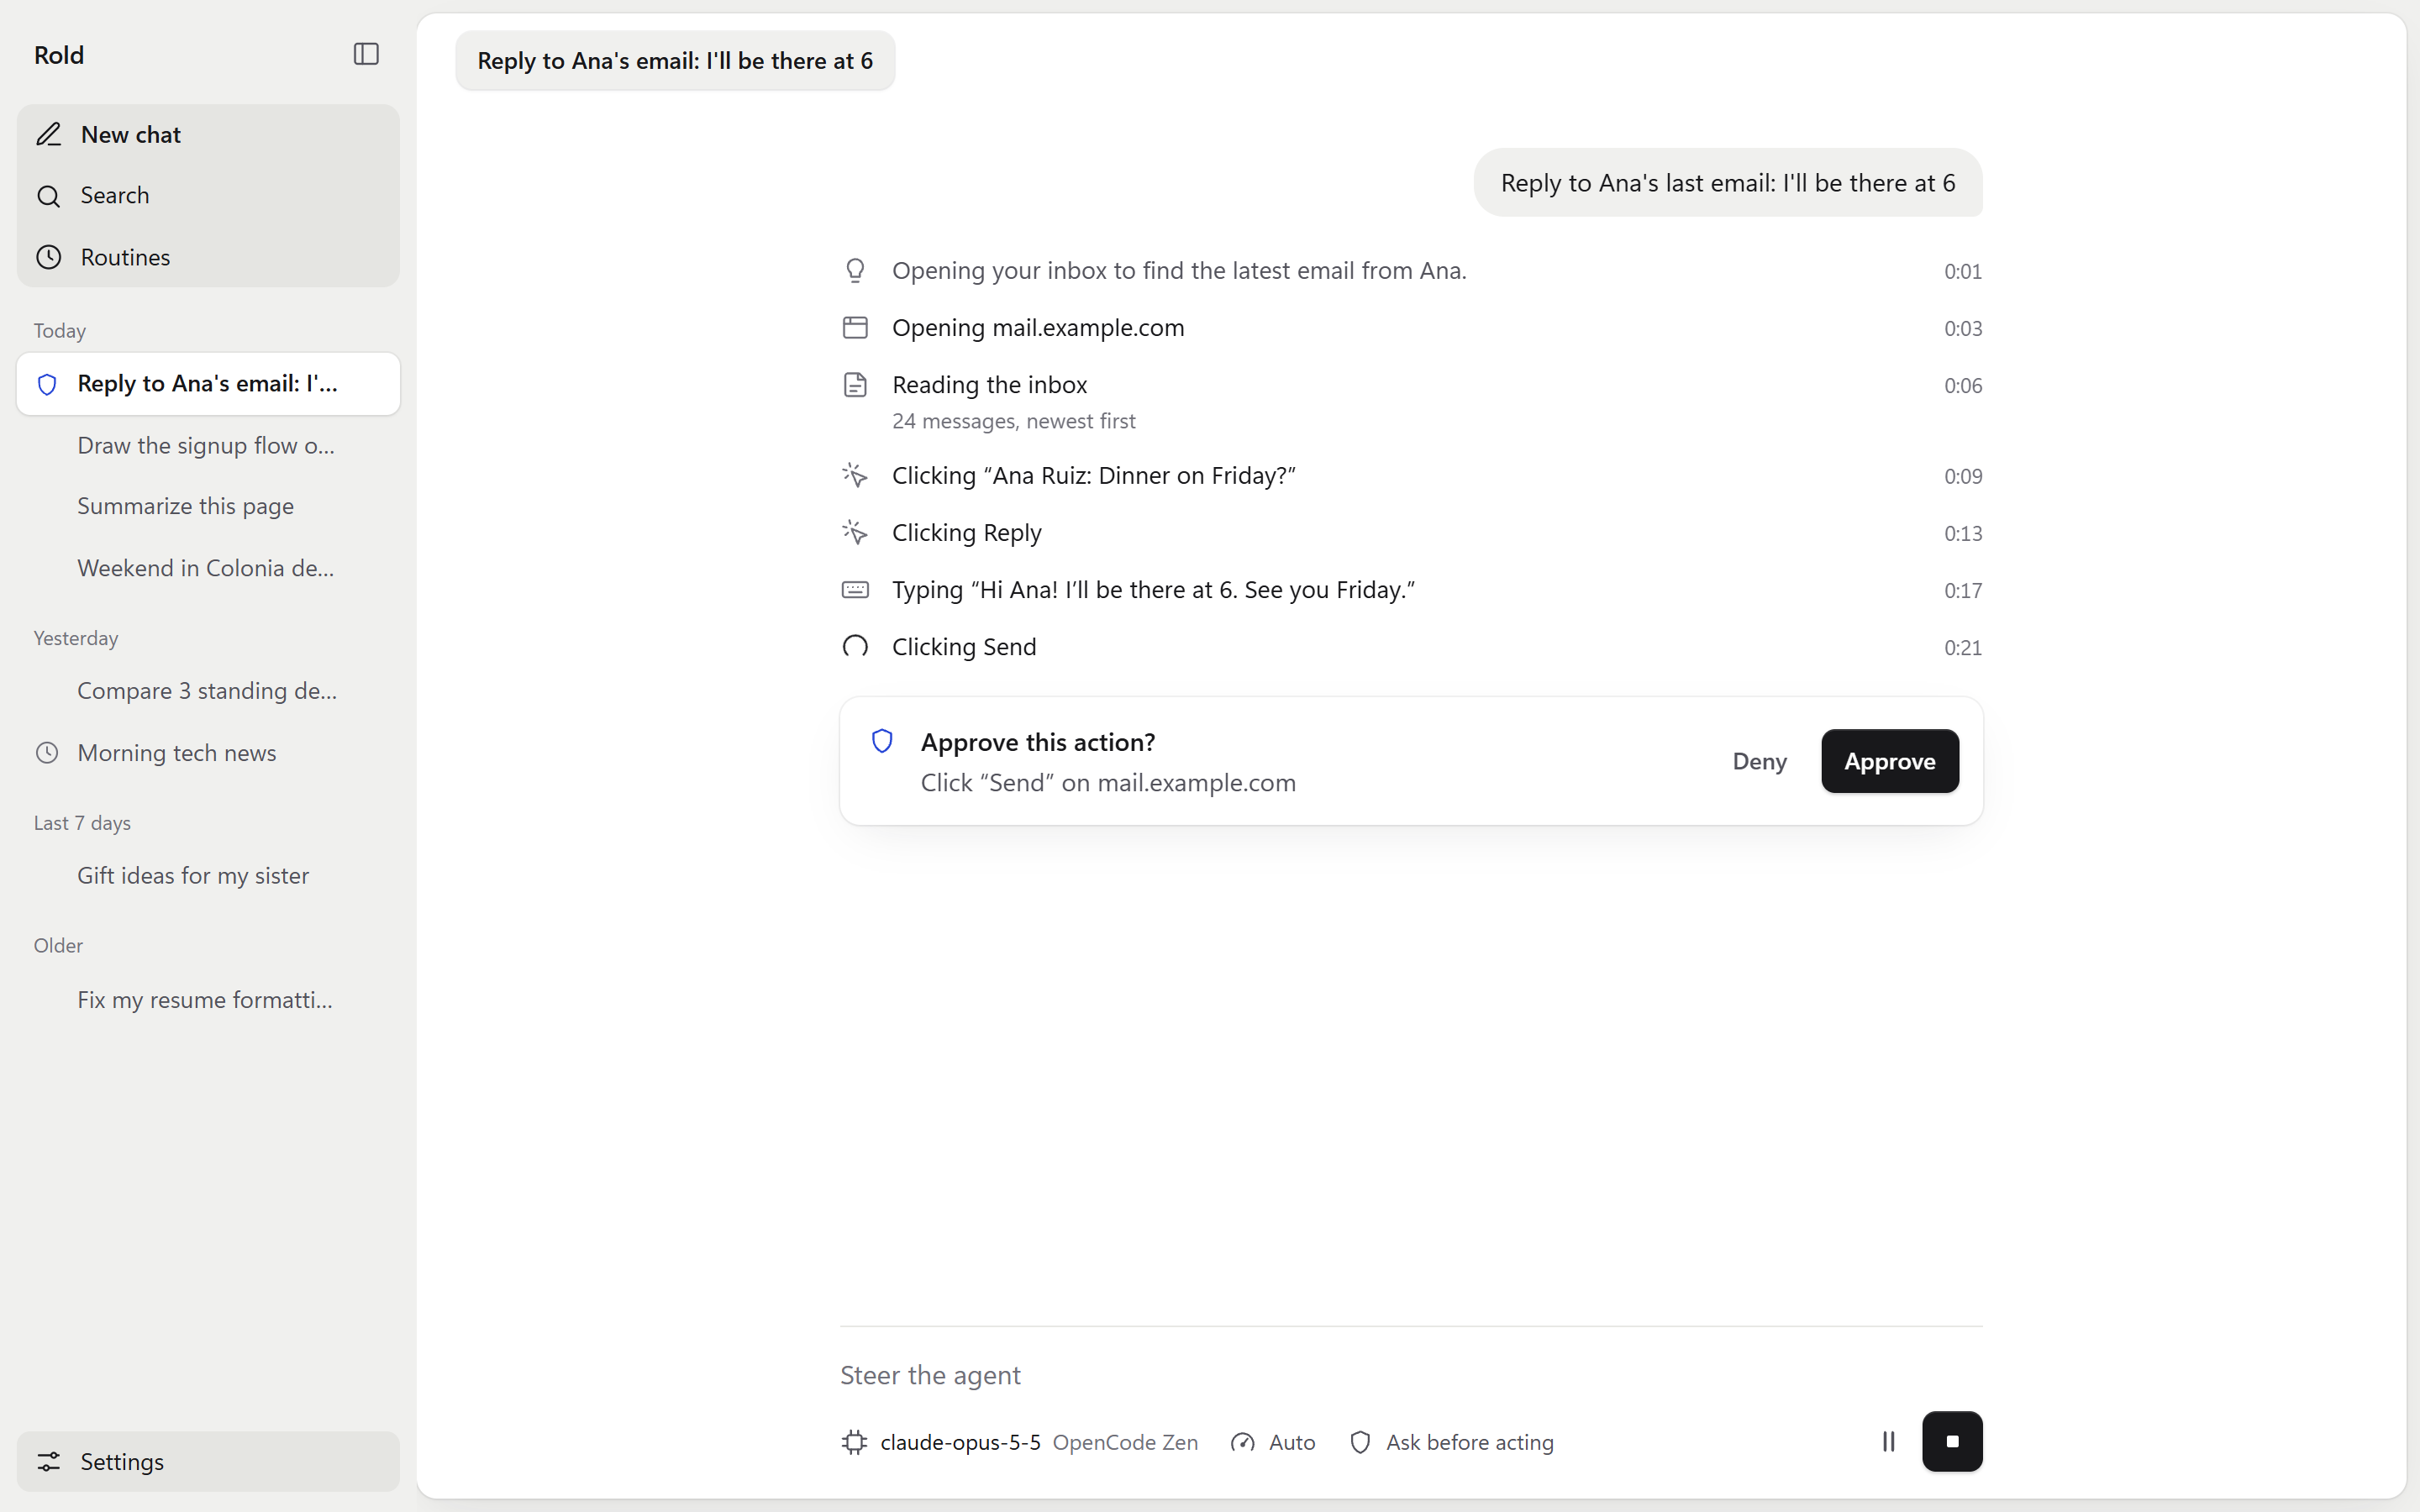 Rold
New chat
Search
Routines
Today
Reply to Ana's email: I'...
Draw the signup flow o...
Summarize this page
Weekend in Colonia de...
Yesterday
Compare 3 standing de...
Morning tech news
Last 7 days
Gift ideas for my sister
Older
Fix my resume formatti...
Settings
Reply to Ana's email: I'll be there at 6
Reply to Ana's last email: I'll be there at 6
Opening your inbox to find the latest email from Ana. 0:01
Opening mail.example.com 0:03
Reading the inbox 0:06
24 messages, newest first
Clicking “Ana Ruiz: Dinner on Friday?” 0:09
Clicking Reply 0:13
Typing “Hi Ana! I’ll be there at 6. See you Friday.” 0:17
Clicking Send 0:21
Approve this action?
Click “Send” on mail.example.com
Deny Approve
Steer the agent
claude-opus-5-5 OpenCode Zen Auto Ask before acting